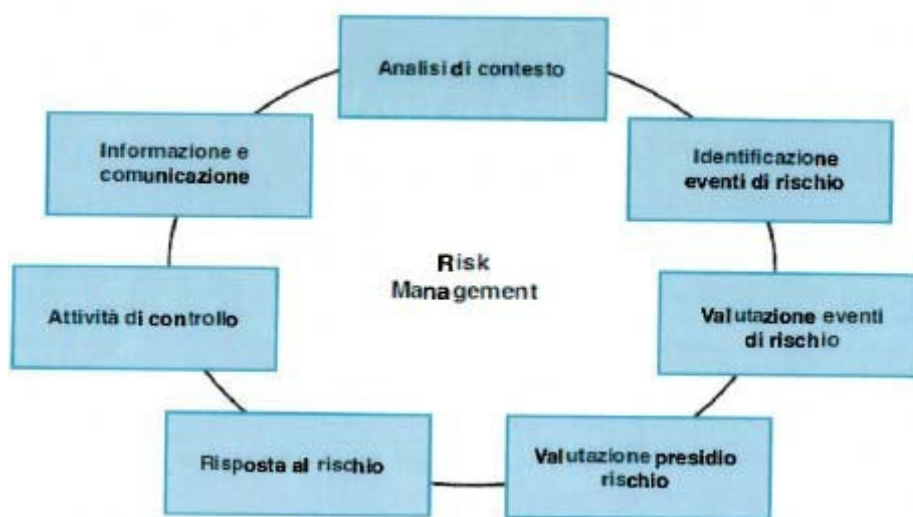 Analisi di contesto
Identificazione
eventi di rischio
Valutazione eventi
di rischio
Valutazione presidio
rischio
Risposta al rischio
Attività di controllo
Informazione e
comunicazione
Risk
Management